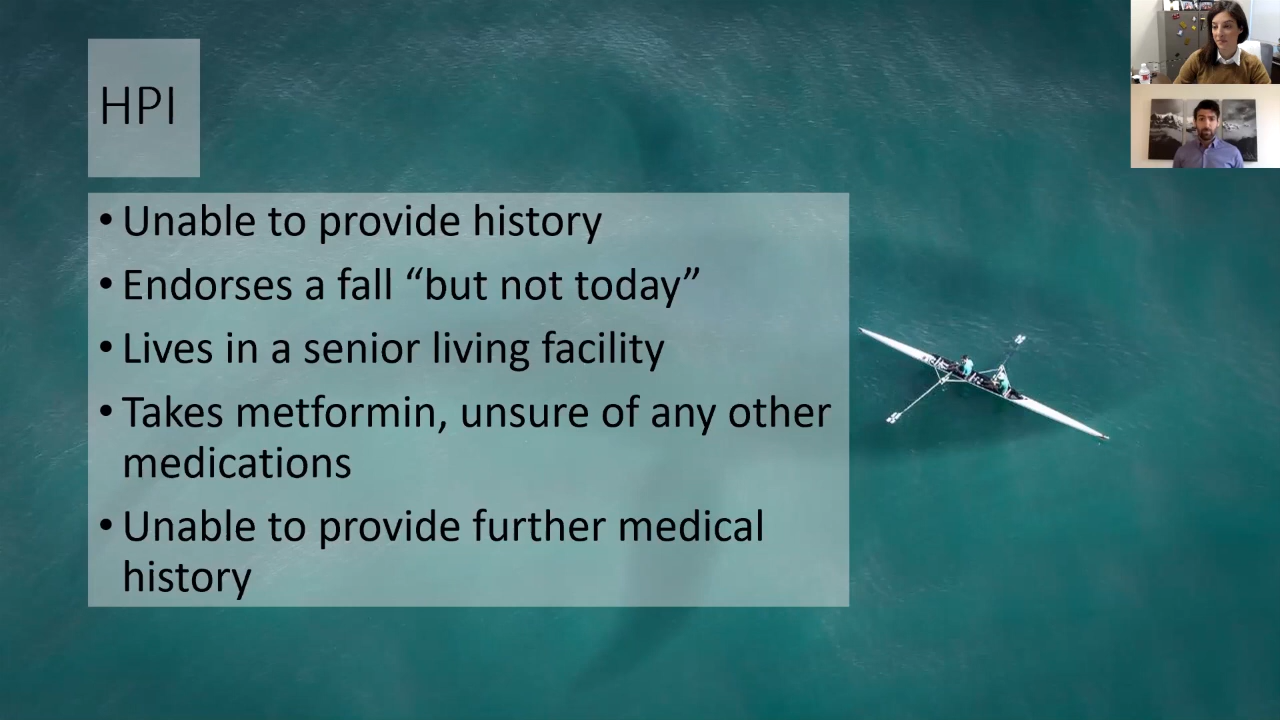 HPI
• Unable to provide history
• Endorses a fall “but not today”
• Lives in a senior living facility
• Takes metformin, unsure of any other
medications
• Unable to provide further medical
history